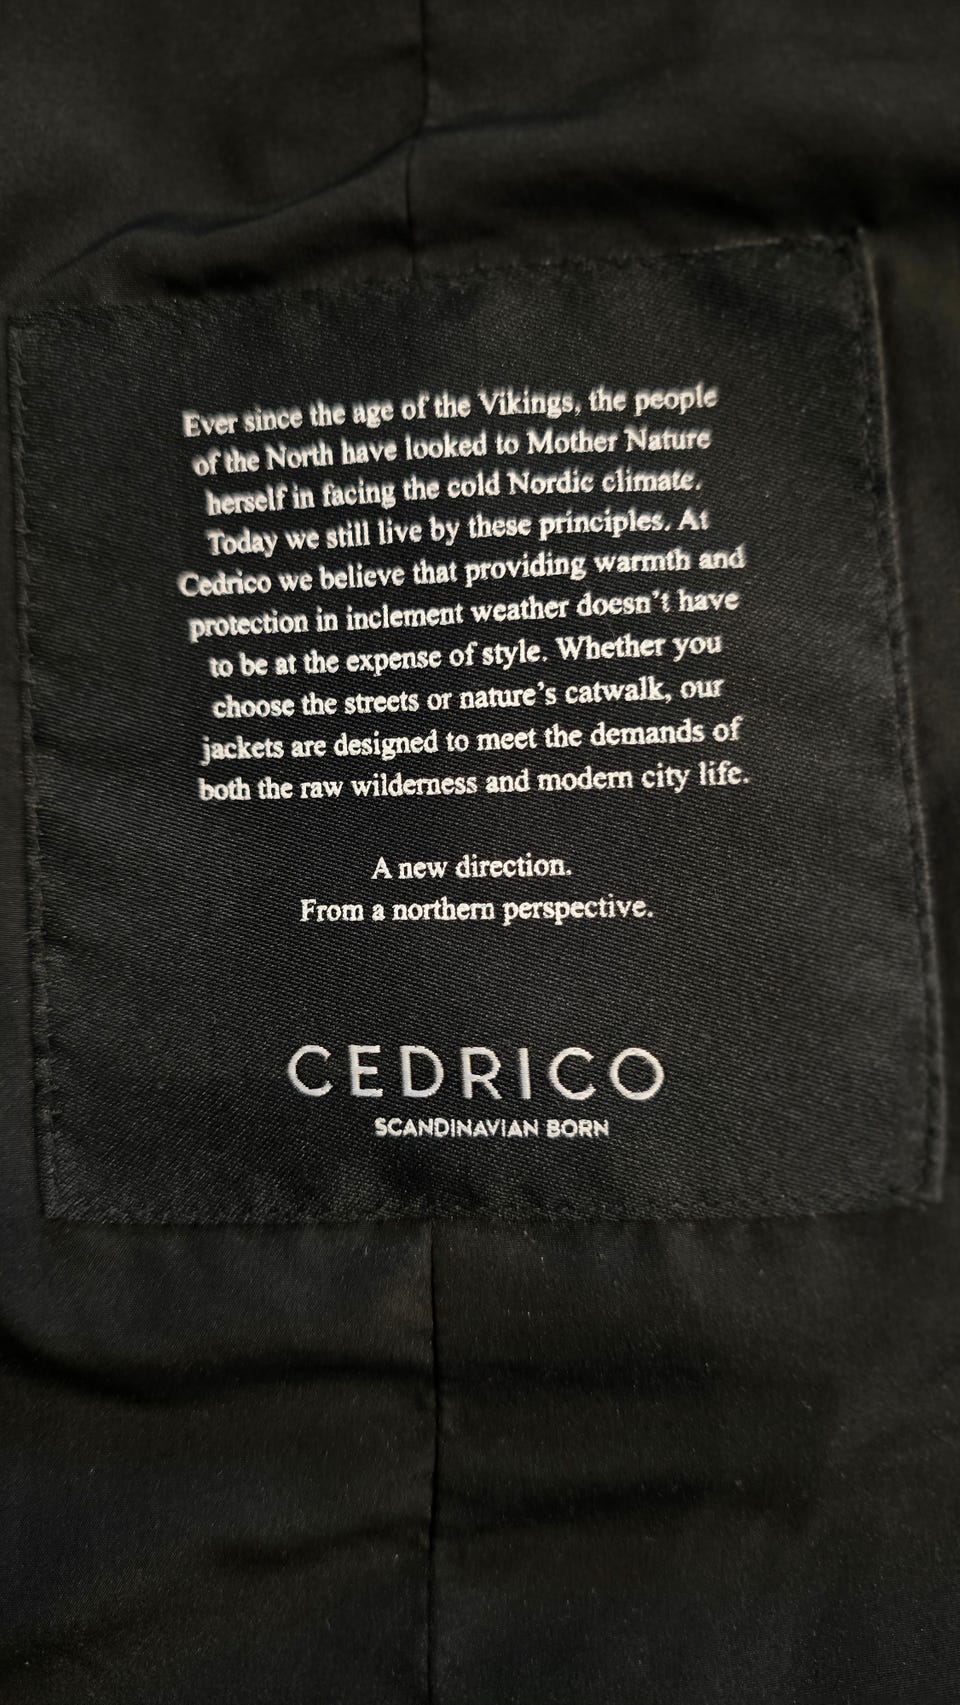 Ever since the age of the Vikings, the people
of the North have looked to Mother Nature
herself in facing the cold Nordic climate.
Today we still live by these principles. At
Cedrico we believe that providing warmth and
protection in inclement weather doesn't have
to be at the expense of style. Whether you
choose the streets or nature's catwalk, our
jackets are designed to meet the demands of
both the raw wilderness and modern city life.
A new direction.
From a northern perspective.
CEDRICO
SCANDINAVIAN BORN